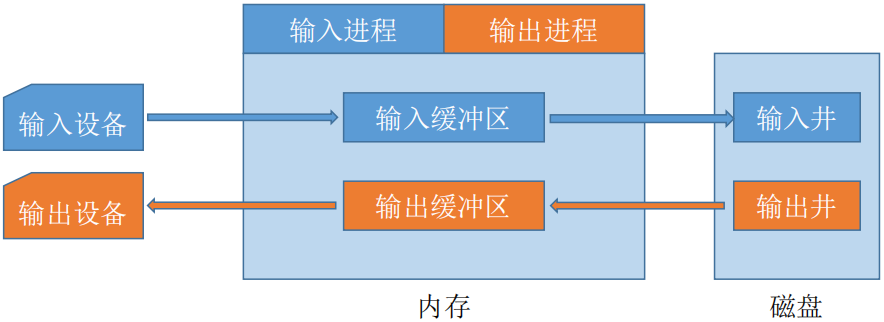 输入进程
输出进程
输入设备
输入缓冲区
输入井
输出设备
输出缓冲区
输出井
内存
磁盘